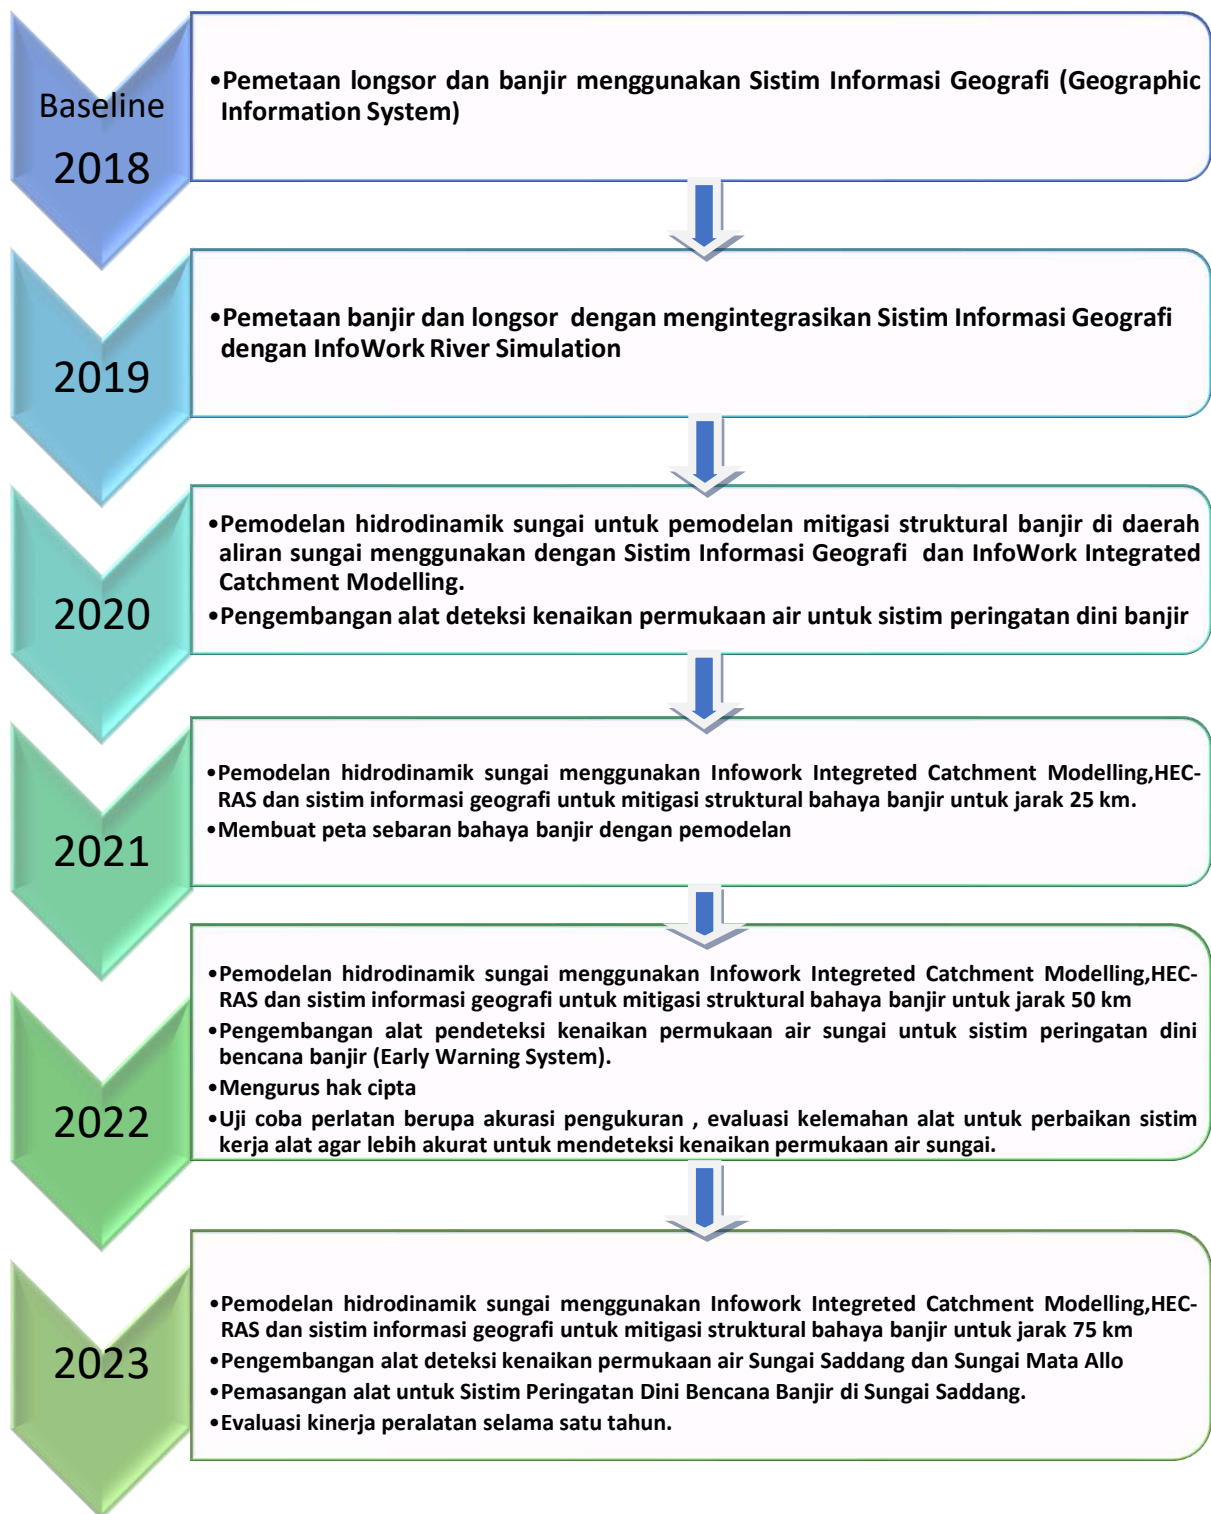 Baseline
2018
•Pemetaan longsor dan banjir menggunakan Sistim Informasi Geografi (Geographic
Information System)
2019
•Pemetaan banjir dan longsor dengan mengintegrasikan Sistim Informasi Geografi
dengan InfoWork River Simulation
2020
•Pemodelan hidrodinamik sungai untuk pemodelan mitigasi struktural banjir di daerah
aliran sungai menggunakan dengan Sistim Informasi Geografi dan InfoWork Integrated
Catchment Modelling.
•Pengembangan alat deteksi kenaikan permukaan air untuk sistim peringatan dini banjir
2021
•Pemodelan hidrodinamik sungai menggunakan Infowork Integreted Catchment Modelling,HEC-
RAS dan sistim informasi geografi untuk mitigasi struktural bahaya banjir untuk jarak 25 km.
•Membuat peta sebaran bahaya banjir dengan pemodelan
2022
•Pemodelan hidrodinamik sungai menggunakan Infowork Integreted Catchment Modelling,HEC-
RAS dan sistim informasi geografi untuk mitigasi struktural bahaya banjir untuk jarak 50 km
•Pengembangan alat pendeteksi kenaikan permukaan air sungai untuk sistim peringatan dini
bencana banjir (Early Warning System).
•Mengurus hak cipta
•Uji coba perlatan berupa akurasi pengukuran , evaluasi kelemahan alat untuk perbaikan sistim
kerja alat agar lebih akurat untuk mendeteksi kenaikan permukaan air sungai.
2023
•Pemodelan hidrodinamik sungai menggunakan Infowork Integreted Catchment Modelling,HEC-
RAS dan sistim informasi geografi untuk mitigasi struktural bahaya banjir untuk jarak 75 km
•Pengembangan alat deteksi kenaikan permukaan air Sungai Saddang dan Sungai Mata Allo
•Pemasangan alat untuk Sistim Peringatan Dini Bencana Banjir di Sungai Saddang.
•Evaluasi kinerja peralatan selama satu tahun.